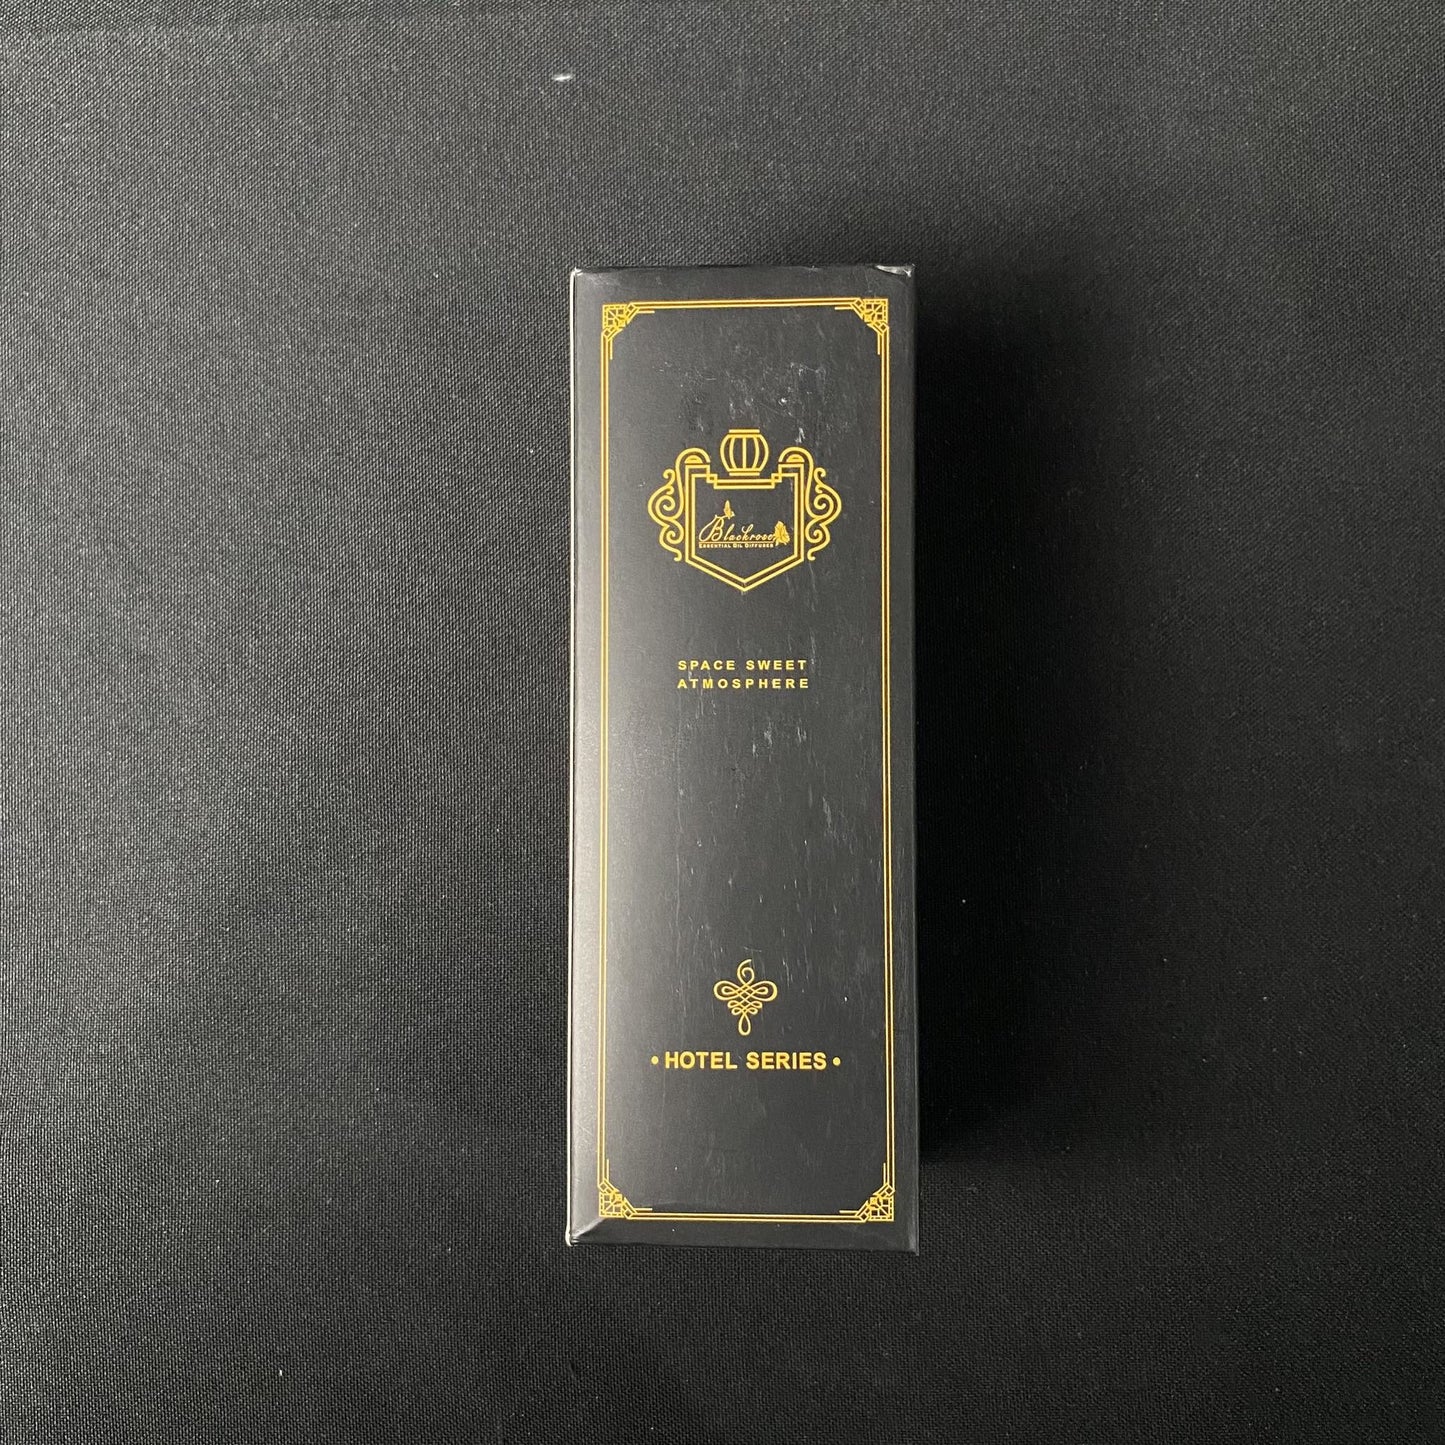 Blackrose
ESSENTIAL OIL DIFFUSER
SPACE SWEET
ATMOSPHERE
• HOTEL SERIES •